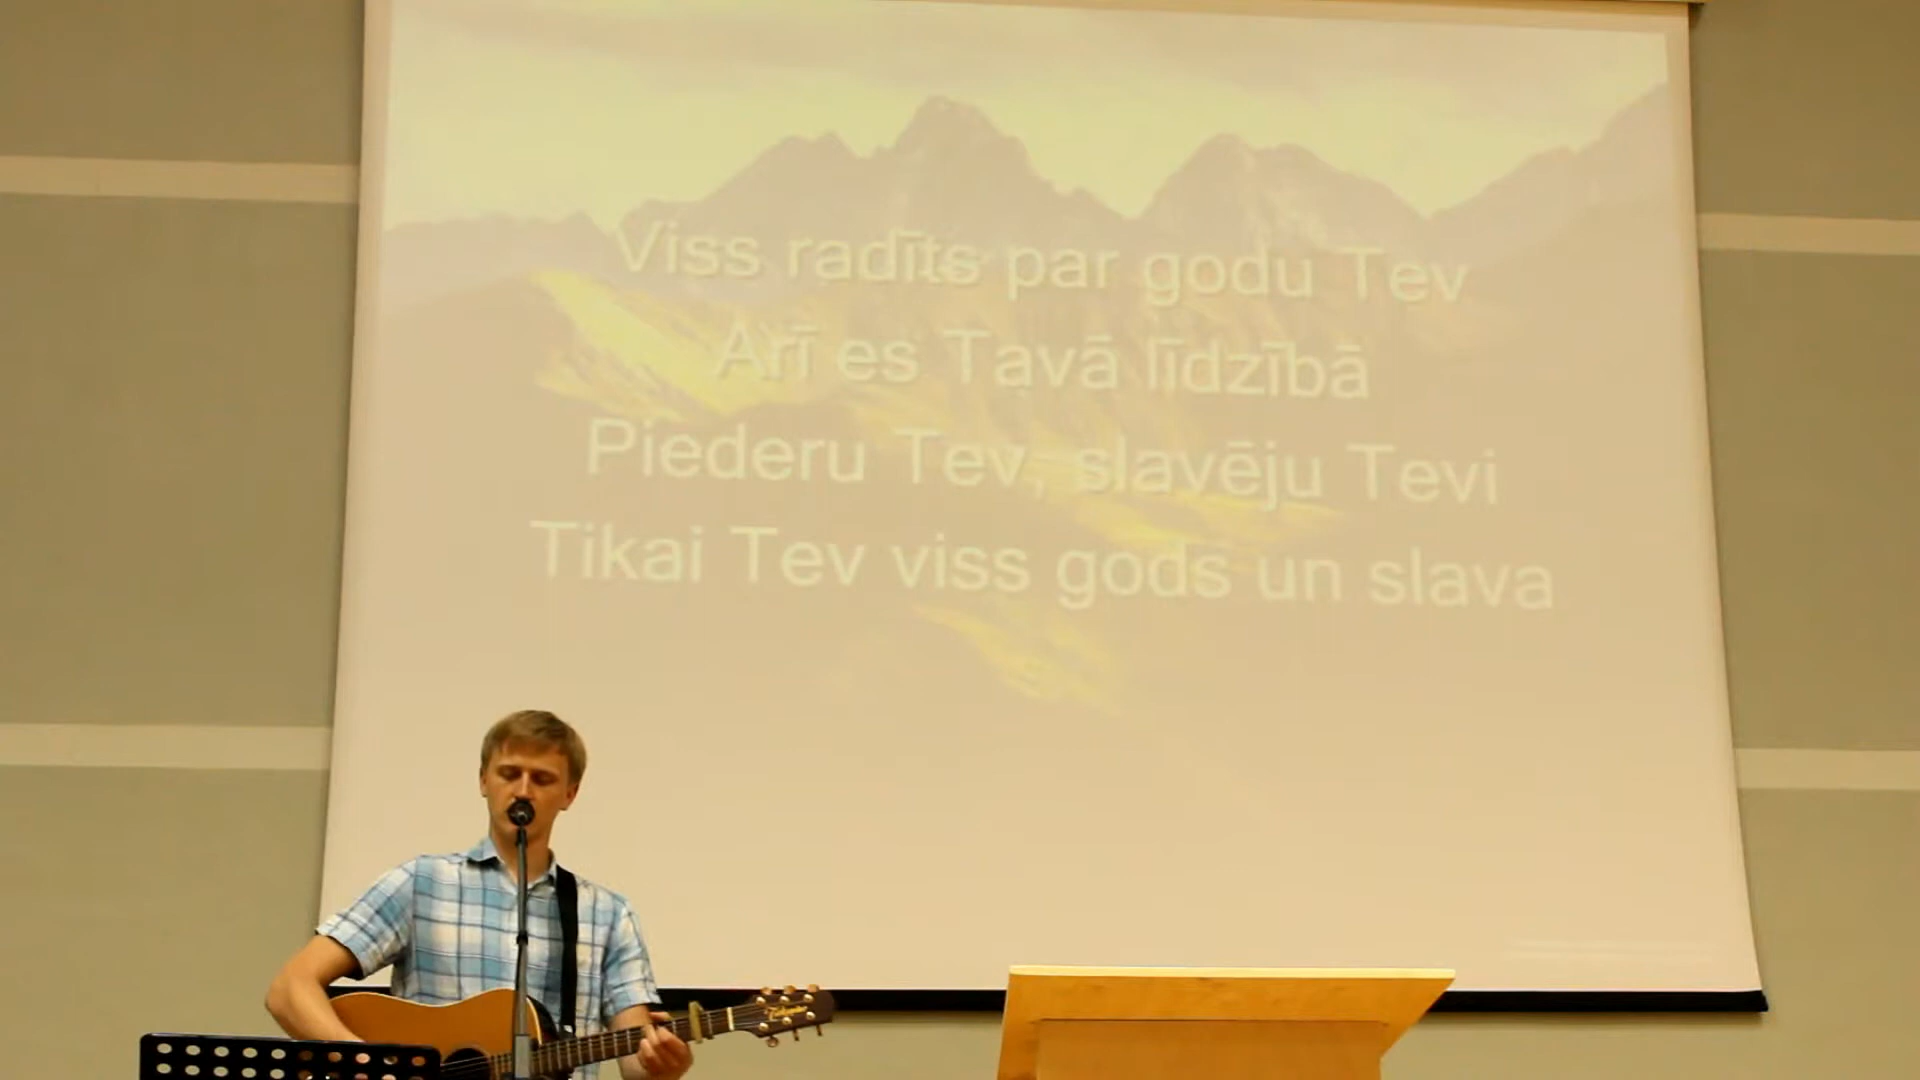 Viss radīts par godu Tev
Arī es Tavā līdzībā
Piederu Tev, slavēju Tevi
Tikai Tev viss gods un slava